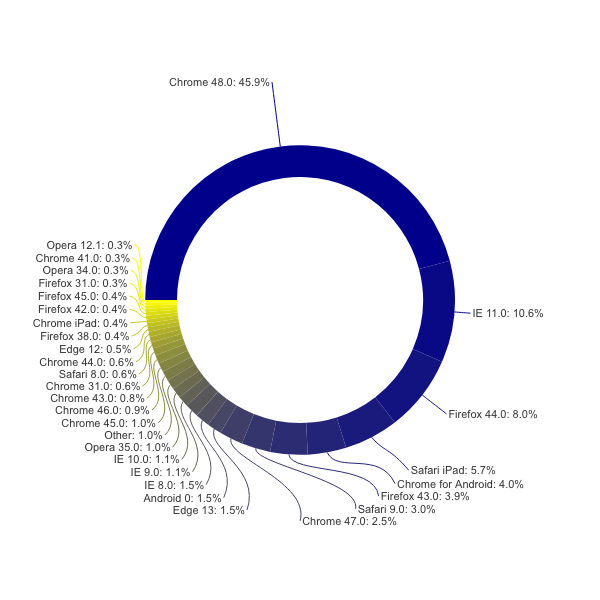 Chrome 48.0: 45.9%
Opera 12.1: 0.3%
Chrome 41.0: 0.3%
Opera 34.0: 0.3%
Firefox 31.0: 0.3%
Firefox 45.0: 0.4%
Firefox 42.0: 0.4%
IE 11.0: 10.6%
Chrome iPad: 0.4%
Firefox 38.0: 0.4%
Edge 12: 0.5%
Chrome 44.0: 0.6%
Safari 8.0: 0.6%
Chrome 31.0: 0.6%
Chrome 43.0: 0.8%
Chrome 46.0: 0.9%
Firefox 44.0: 8.0%
Chrome 45.0: 1.0%
Other: 1.0%
Opera 35.0: 1.0%
IE 10.0: 1.1%
Safari iPad: 5.7%
IE 9.0: 1.1%
Chrome for Android: 4.0%
IE 8.0: 1.5%
Firefox 43.0: 3.9%
Android 0: 1.5%
Safari 9.0: 3.0%
Edge 13: 1.5%
Chrome 47.0: 2.5%